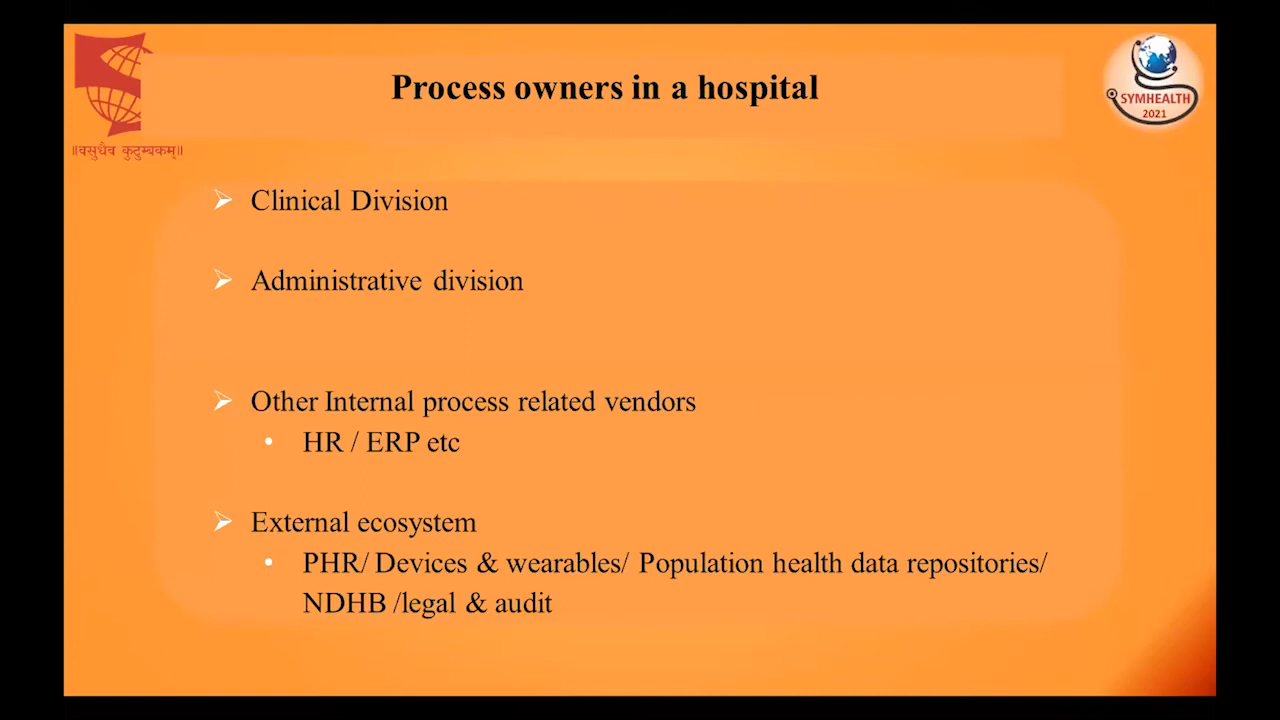 Process owners in a hospital
SYMHEALTH
2021
॥वसुधैव कुटुम्बकम्॥
Clinical Division
Administrative division
Other Internal process related vendors
HR / ERP etc
External ecosystem
PHR/ Devices & wearables/ Population health data repositories/
NDHB /legal & audit